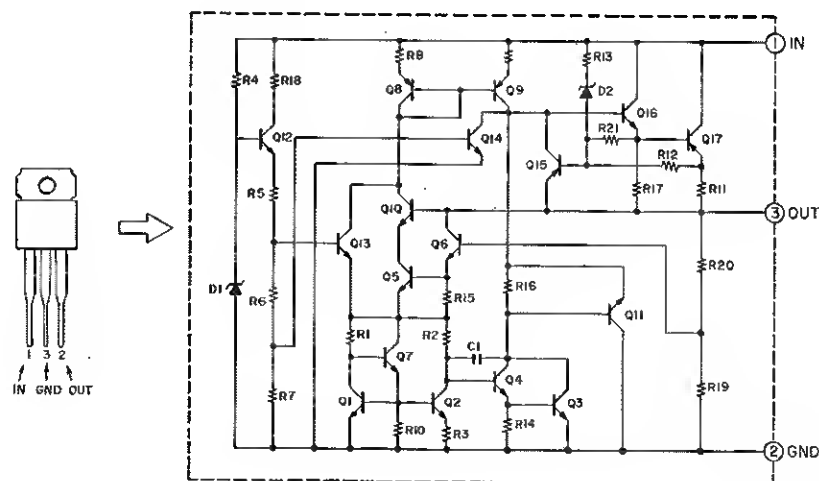 1 IN
R8
R13
R4
R18
Q8
Q9
D2
Q16
Q12
Q14
Q17
R21
Q15
R12
R5
R17
R11
Q10
3 OUT
Q13
Q6
Q5
R20
D1
R6
R15
R16
Q11
R1
R2
Q7
C1
Q4
R7
Q1
Q2
Q3
R19
R10
R3
R14
2 GND
1 3 2
IN GND OUT